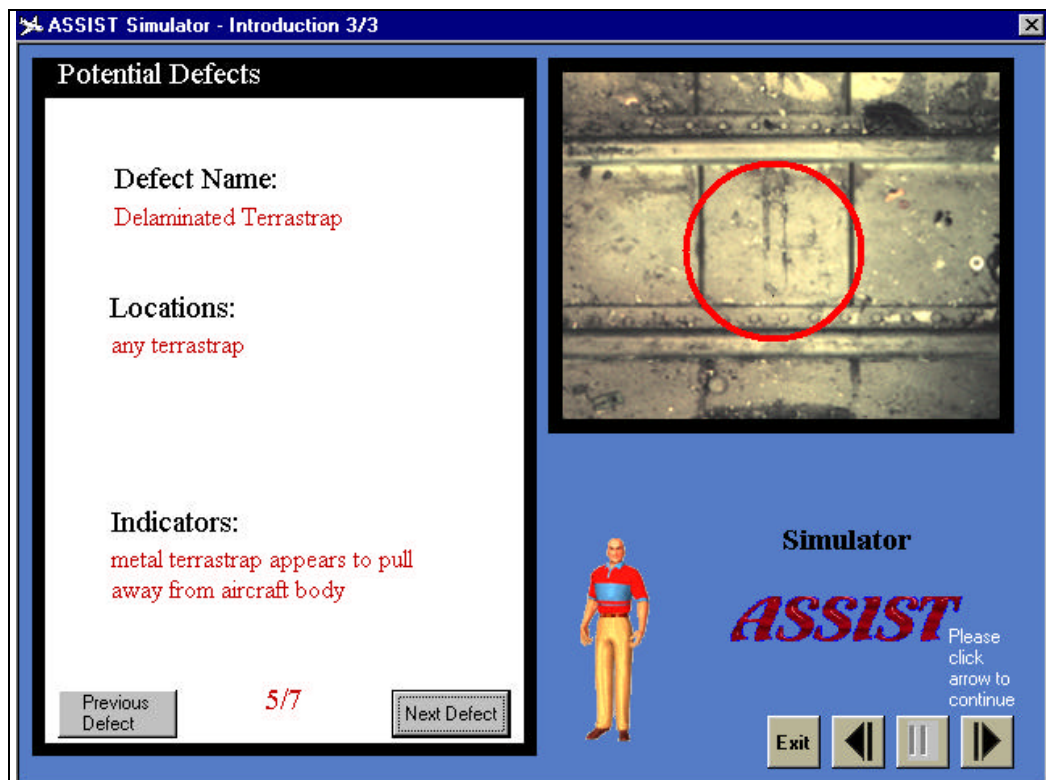 ASSIST Simulator - Introduction 3/3
Potential Defects
Defect Name:
Delaminated Terrastrap
Locations:
any terrastrap
Indicators:
metal terrastrap appears to pull
away from aircraft body
Previous
Defect
5/7
Next Defect
Simulator
ASSIST
Please
click
arrow to
continue
Exit